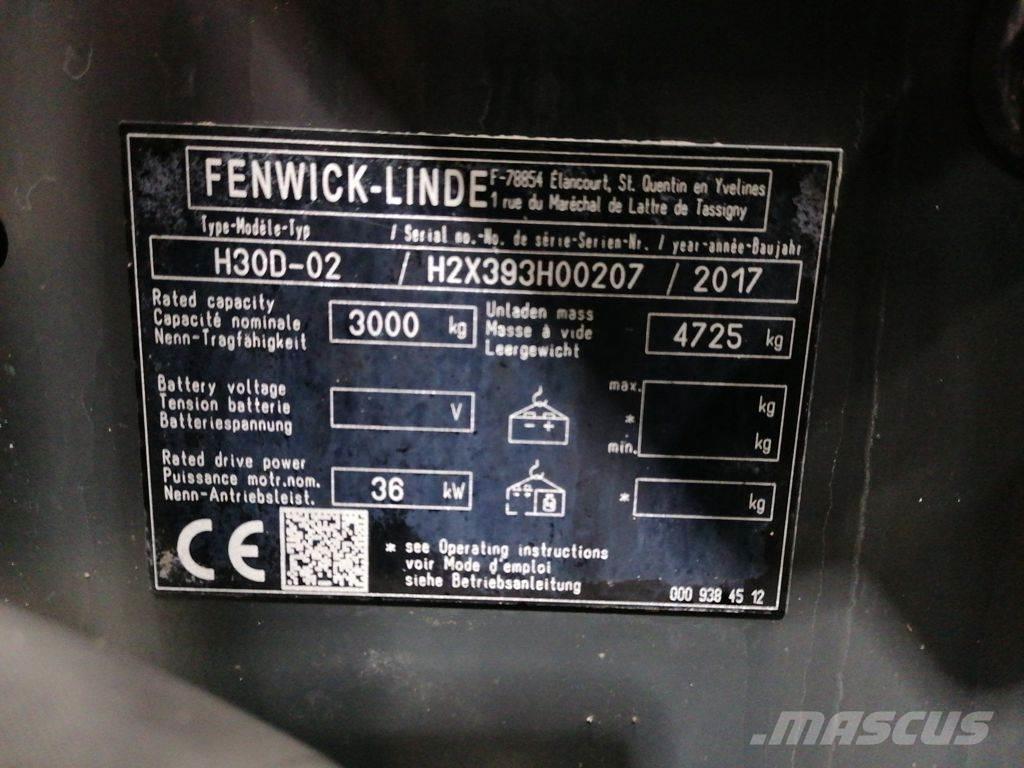 FENWICK-LINDE
F-78854 Élancourt, St. Quentin en Yvelines
1 rue du Maréchal de Lattre de Tassigny
Type-Modèle-Typ / Serial no.-No. de série-Serien-Nr. / year-année-Baujahr
H30D-02 / H2X393H00207 / 2017
Rated capacity
Capacité nominale
Nenn-Tragfähigkeit
3000 kg
Unladen mass
Masse à vide
Leergewicht
4725 kg
Battery voltage
Tension batterie
Batteriespannung
V
- +
max.
*
min.
kg
kg
Rated drive power
Puissance motr.nom.
Nenn-Antriebsleist.
36 kW
* kg
CE
* see Operating instructions
voir Mode d'emploi
siehe Betriebsanleitung
000 938 45 12
.MASCUS